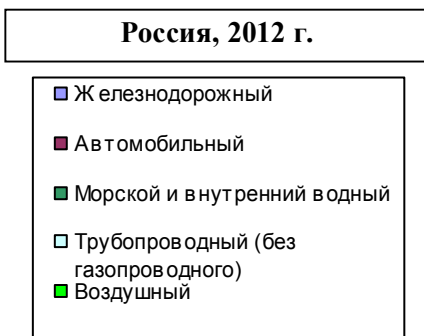 Россия, 2012 г.
Железнодорожный
Автомобильный
Морской и внутренний водный
Трубопроводный (без
газопроводного)
Воздушный